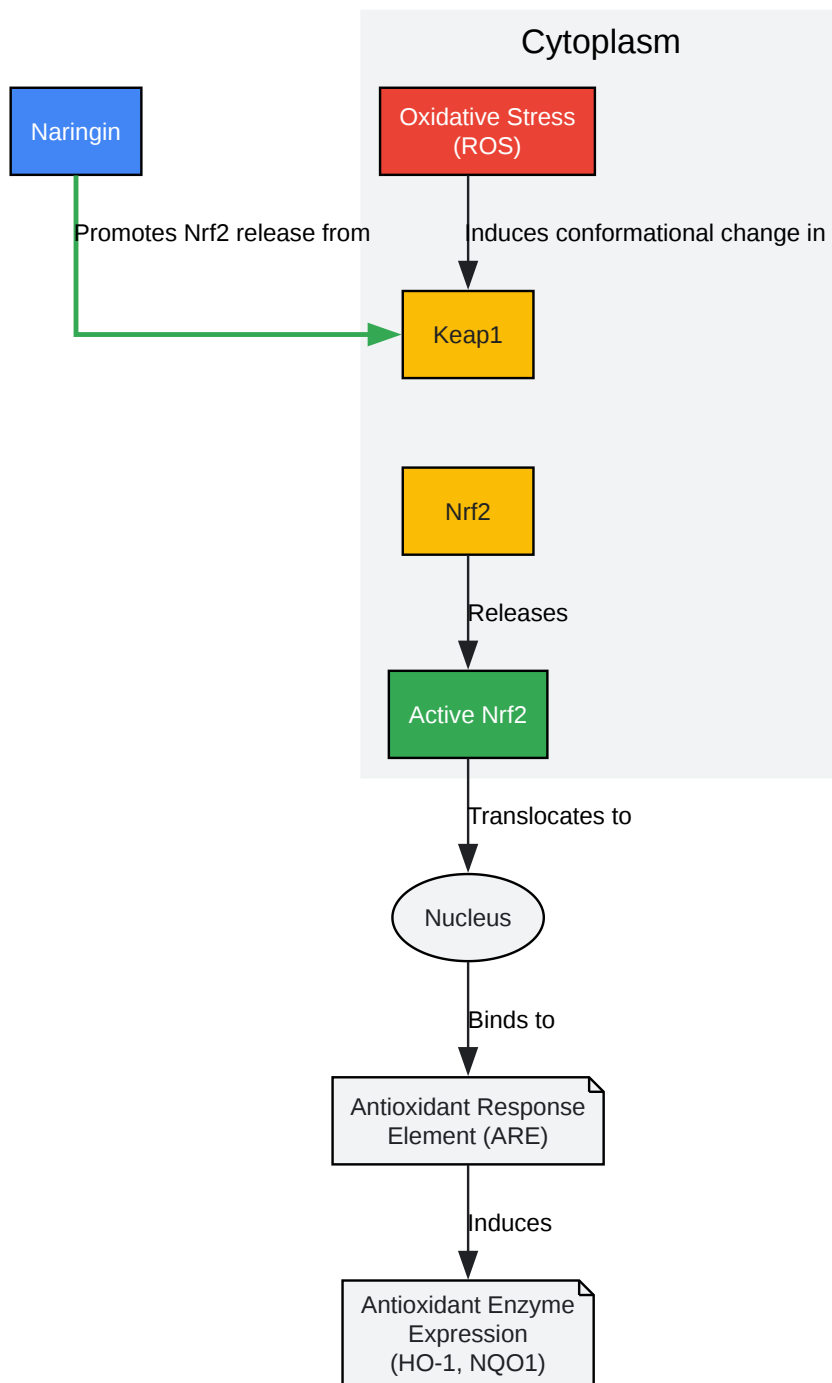 Cytoplasm
Naringin
Oxidative Stress
(ROS)
Promotes Nrf2 release from
Induces conformational change in
Keap1
Nrf2
Releases
Active Nrf2
Translocates to
Nucleus
Binds to
Antioxidant Response
Element (ARE)
Induces
Antioxidant Enzyme
Expression
(HO-1, NQO1)